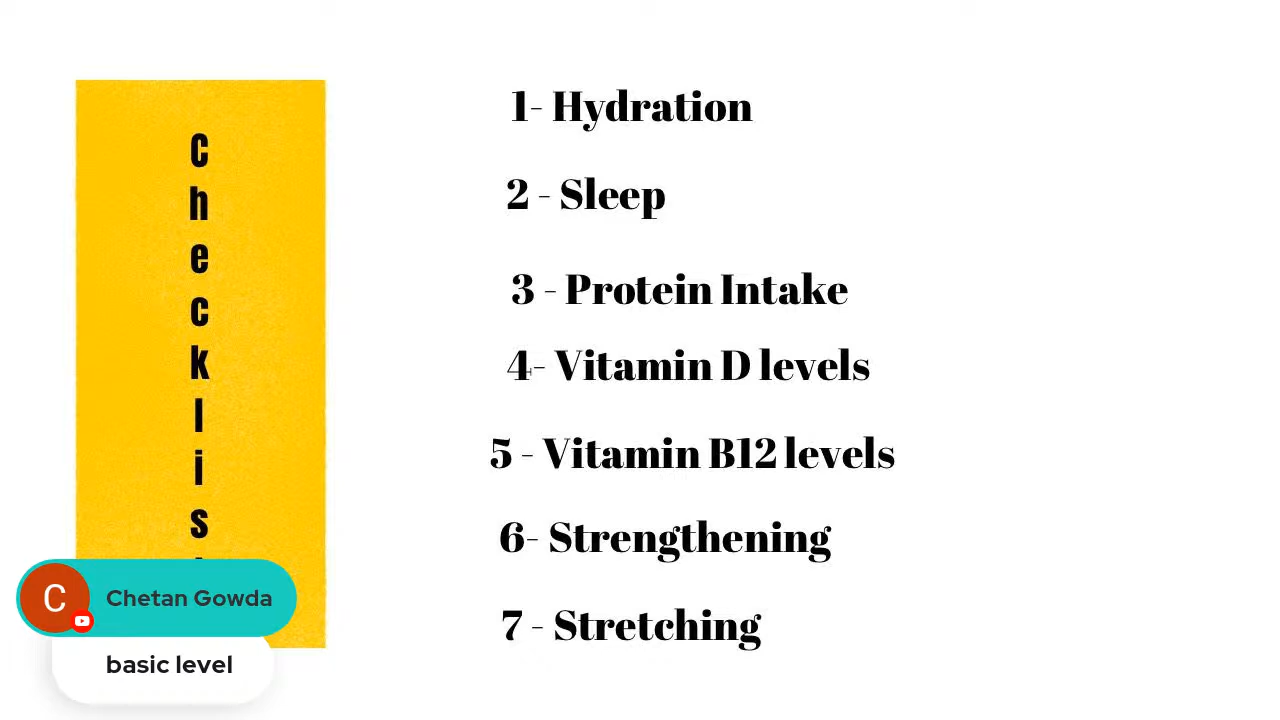 Checklis
1- Hydration
2 - Sleep
3 - Protein Intake
4- Vitamin D levels
5 - Vitamin B12 levels
6- Strengthening
7 - Stretching
C
Chetan Gowda
basic level